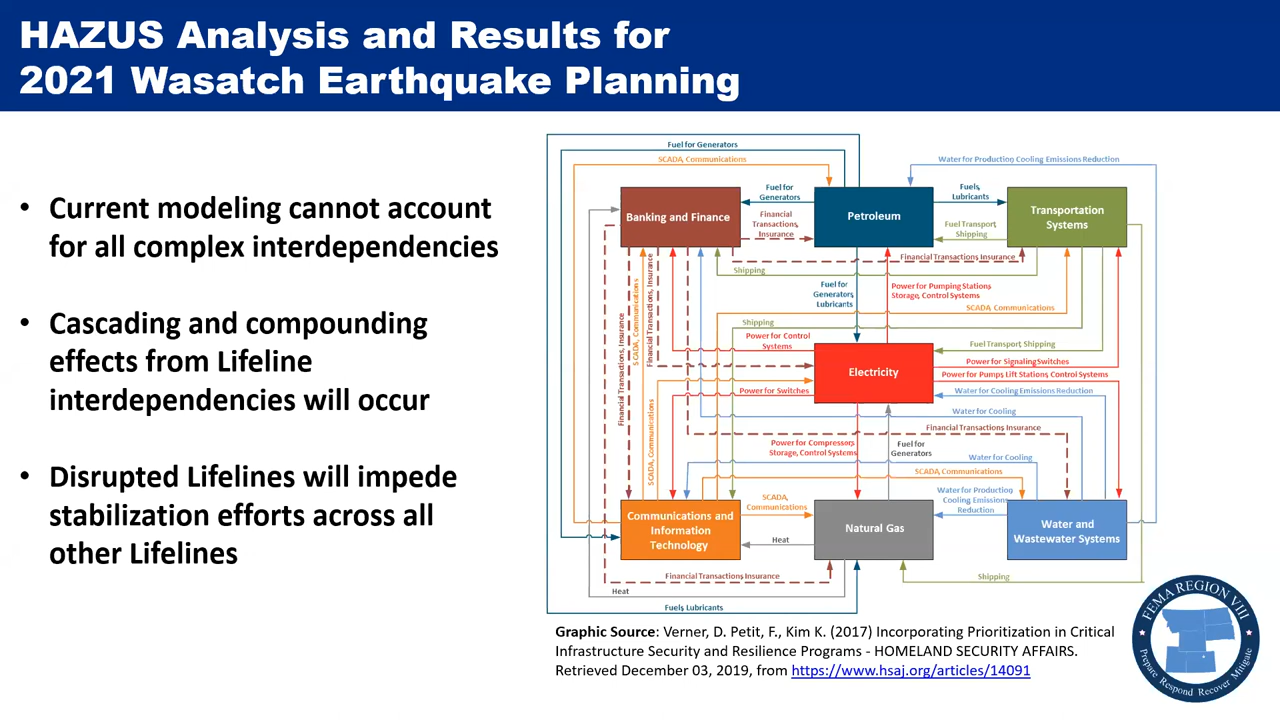 HAZUS Analysis and Results for
2021 Wasatch Earthquake Planning
• Current modeling cannot account
for all complex interdependencies
• Cascading and compounding
effects from Lifeline
interdependencies will occur
• Disrupted Lifelines will impede
stabilization efforts across all
other Lifelines
Fuel for Generators
SCADA, Communications
Water for Producing Cooling Emissions Reduction
Banking and Finance
Fuel for
Generators
Financial
Transactions,
Insurance
Petroleum
Fuels,
Lubricants
Fuel Transport,
Shipping
Transportation
Systems
Financial Transactions Insurance
Shipping
Fuel for
Generators,
Lubricants
Power for Pumping Stations
Storage, Control Systems
SCADA, Communications
Financial Transactions, Insurance
SCADA, Communications
Financial Transactions, Insurance
Shipping
Power for Control
Systems
Fuel Transport, Shipping
Electricity
Power for Signaling Switches
Power for Pumps Lift Stations, Control Systems
Power for Switches
Water for Cooling Emissions Reduction
Water for Cooling
SCADA, Communications
Financial Transactions Insurance
Power for Compressors,
Storage, Control Systems
Fuel for
Generators
Water for Cooling
SCADA, Communications
Communications and
Information
Technology
SCADA,
Communications
Natural Gas
Water for Production
Cooling Emissions
Reduction
Water and
Wastewater Systems
Heat
Financial Transactions Insurance
Shipping
Heat
Fuels, Lubricants
Graphic Source: Verner, D. Petit, F., Kim K. (2017) Incorporating Prioritization in Critical
Infrastructure Security and Resilience Programs - HOMELAND SECURITY AFFAIRS.
Retrieved December 03, 2019, from https://www.hsaj.org/articles/14091
FEMA REGION VIII
Prepare Respond Recover Mitigate